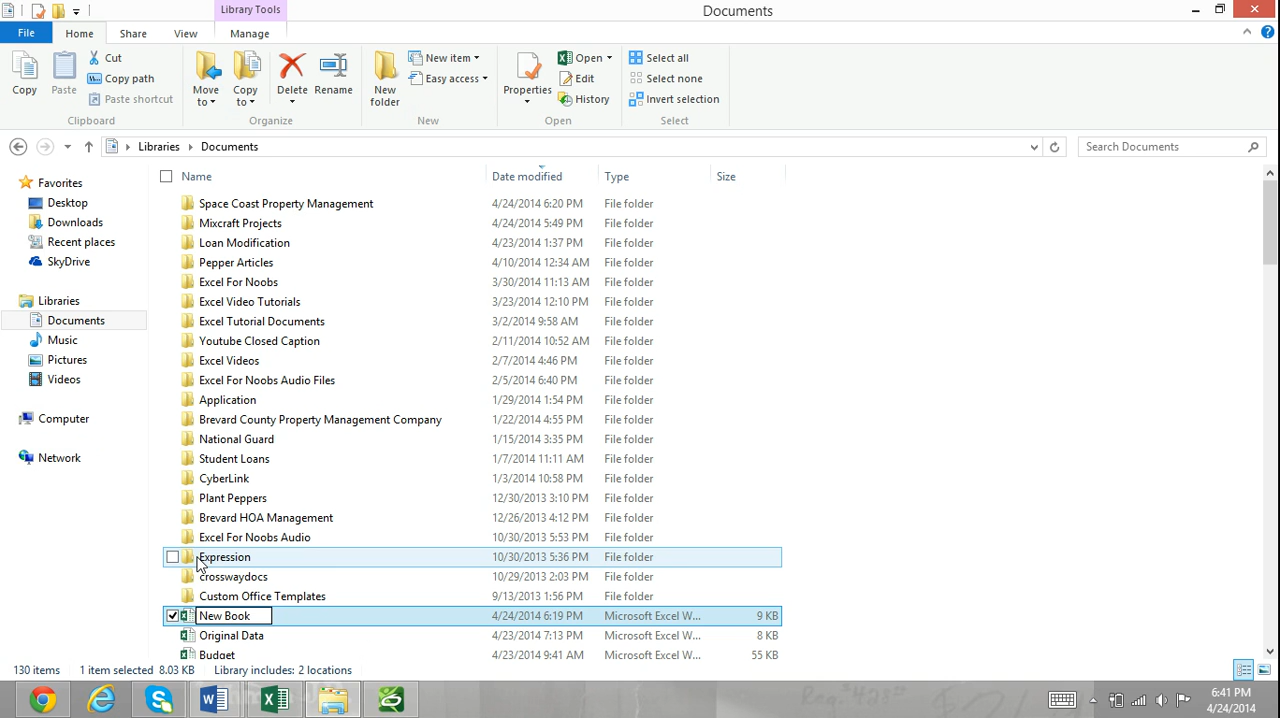 Library Tools
Documents
File
Home
Share
View
Manage
Copy
Paste
Cut
Copy path
Paste shortcut
Clipboard
Move to
Copy to
Delete
Rename
Organize
New folder
New item
Easy access
New
Properties
Open
Edit
History
Open
Select all
Select none
Invert selection
Select
Libraries
Documents
Search Documents
Favorites
Desktop
Downloads
Recent places
SkyDrive
Libraries
Documents
Music
Pictures
Videos
Computer
Network
Name Date modified Type Size
Space Coast Property Management 4/24/2014 6:20 PM File folder
Mixcraft Projects 4/24/2014 5:49 PM File folder
Loan Modification 4/23/2014 1:37 PM File folder
Pepper Articles 4/10/2014 12:34 AM File folder
Excel For Noobs 3/30/2014 11:13 AM File folder
Excel Video Tutorials 3/23/2014 12:10 PM File folder
Excel Tutorial Documents 3/2/2014 9:58 AM File folder
Youtube Closed Caption 2/11/2014 10:52 AM File folder
Excel Videos 2/7/2014 4:46 PM File folder
Excel For Noobs Audio Files 2/5/2014 6:40 PM File folder
Application 1/29/2014 1:54 PM File folder
Brevard County Property Management Company 1/22/2014 4:55 PM File folder
National Guard 1/15/2014 3:35 PM File folder
Student Loans 1/7/2014 11:11 AM File folder
CyberLink 1/3/2014 10:58 PM File folder
Plant Peppers 12/30/2013 3:10 PM File folder
Brevard HOA Management 12/26/2013 4:12 PM File folder
Excel For Noobs Audio 10/30/2013 5:53 PM File folder
Expression 10/30/2013 5:36 PM File folder
crosswaydocs 10/29/2013 2:03 PM File folder
Custom Office Templates 9/13/2013 1:56 PM File folder
New Book 4/24/2014 6:19 PM Microsoft Excel W... 9 KB
Original Data 4/23/2014 7:13 PM Microsoft Excel W... 8 KB
Budget 4/23/2014 9:41 AM Microsoft Excel W... 55 KB
130 items 1 item selected 8.03 KB Library includes: 2 locations
6:41 PM
4/24/2014